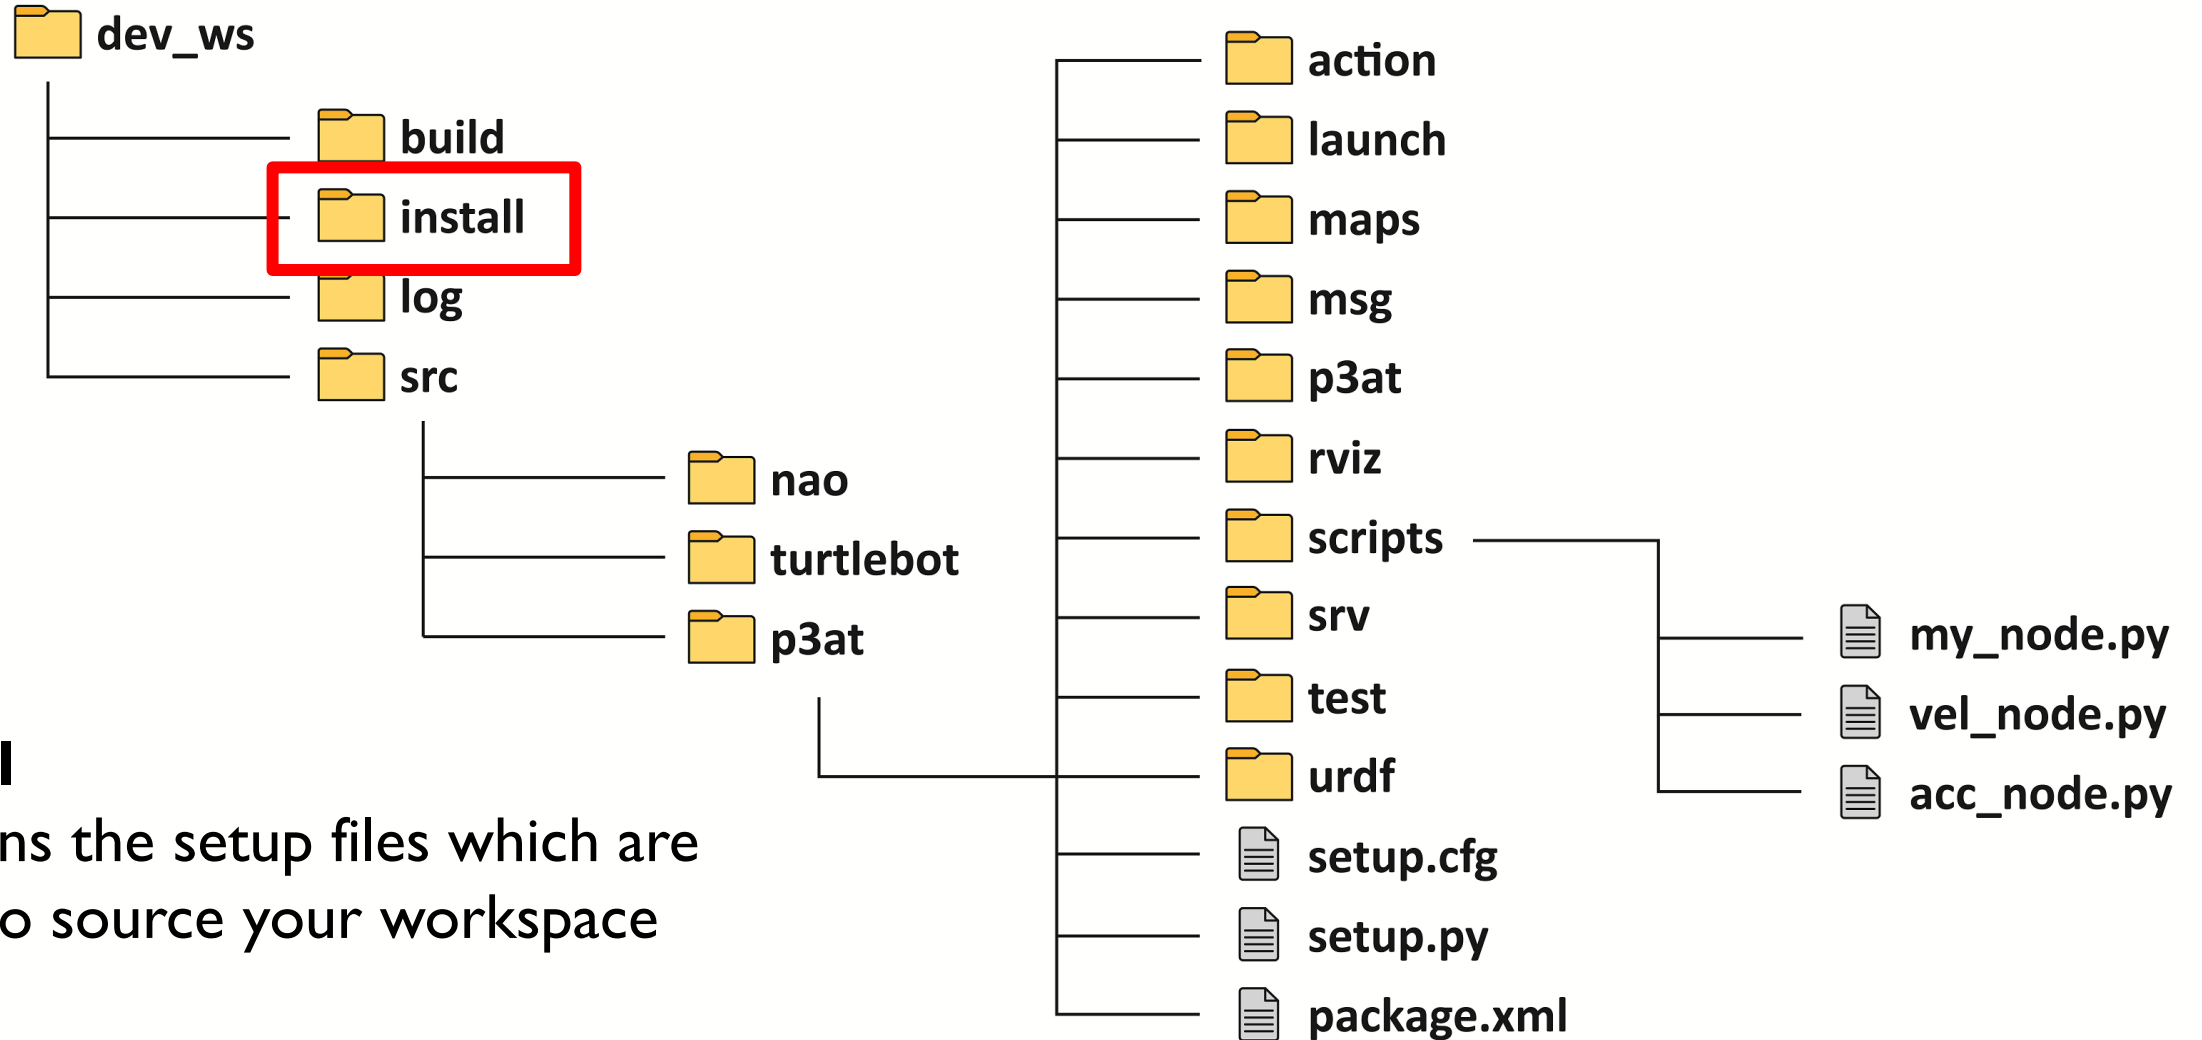 dev_ws
build
install
log
src
nao
turtlebot
p3at
action
launch
maps
msg
p3at
rviz
scripts
srv
test
urdf
setup.cfg
setup.py
package.xml
my_node.py
vel_node.py
acc_node.py
the setup files which are
source your workspace